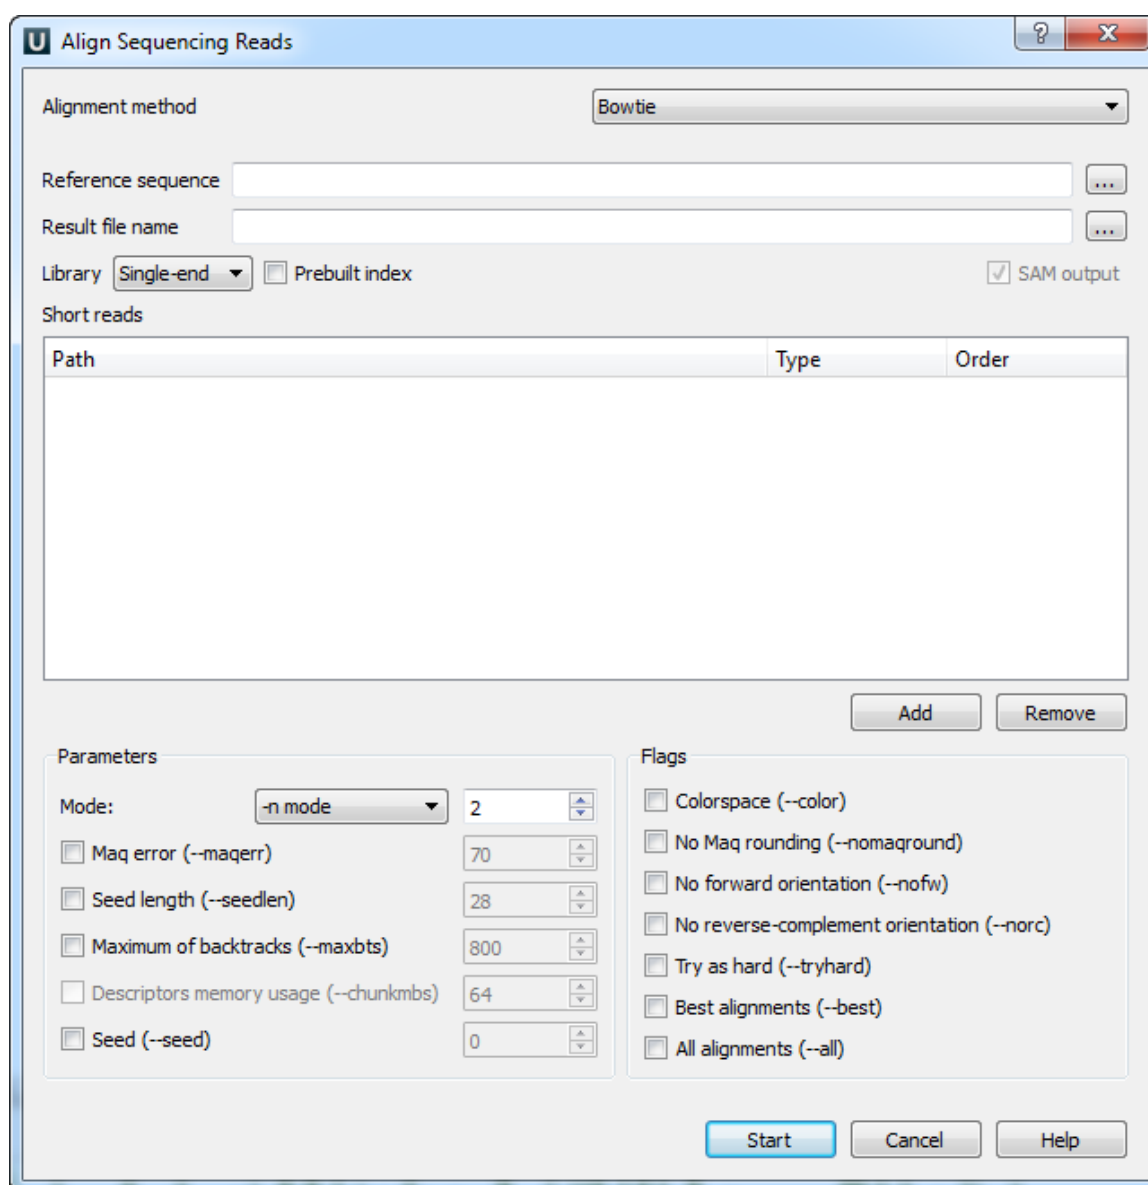 U Align Sequencing Reads ? X
Alignment method Bowtie
Reference sequence ...
Result file name ...
Library Single-end Prebuilt index SAM output
Short reads
Path Type Order
Add Remove
Parameters Flags
Mode: -n mode 2 Colorspace (--color)
Maq error (--maqerr) 70 No Maq rounding (--nomaqround)
Seed length (--seedlen) 28 No forward orientation (--nofw)
Maximum of backtracks (--maxbts) 800 No reverse-complement orientation (--norc)
Descriptors memory usage (--chunkmbs) 64 Try as hard (--tryhard)
Seed (--seed) 0 Best alignments (--best)
All alignments (--all)
Start Cancel Help